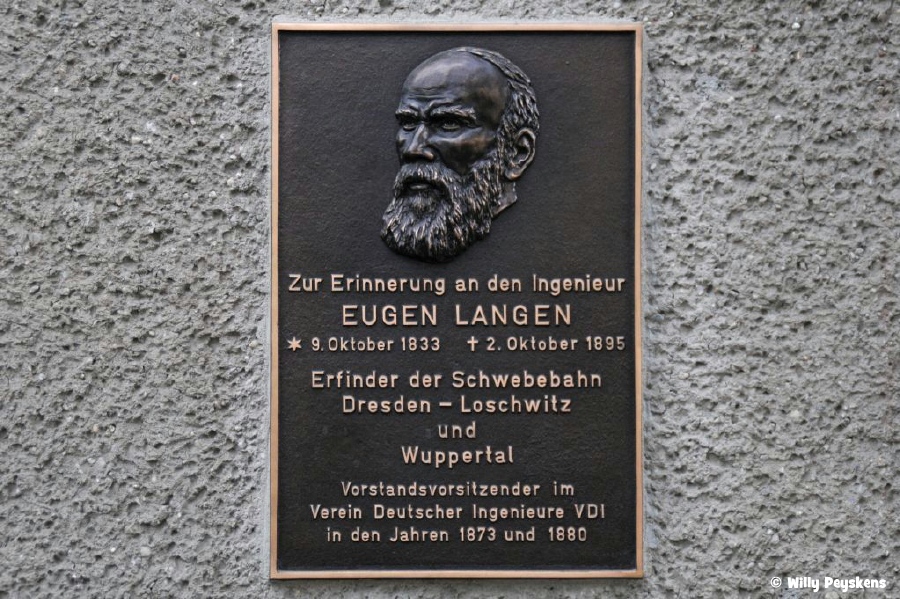 Zur Erinnerung an den Ingenieur
EUGEN LANGEN
* 9. Oktober 1833 † 2. Oktober 1895
Erfinder der Schwebebahn
Dresden – Loschwitz
und
Wuppertal
Vorstandsvorsitzender im
Verein Deutscher Ingenieure VDI
in den Jahren 1873 und 1880
© Willy Peyskens